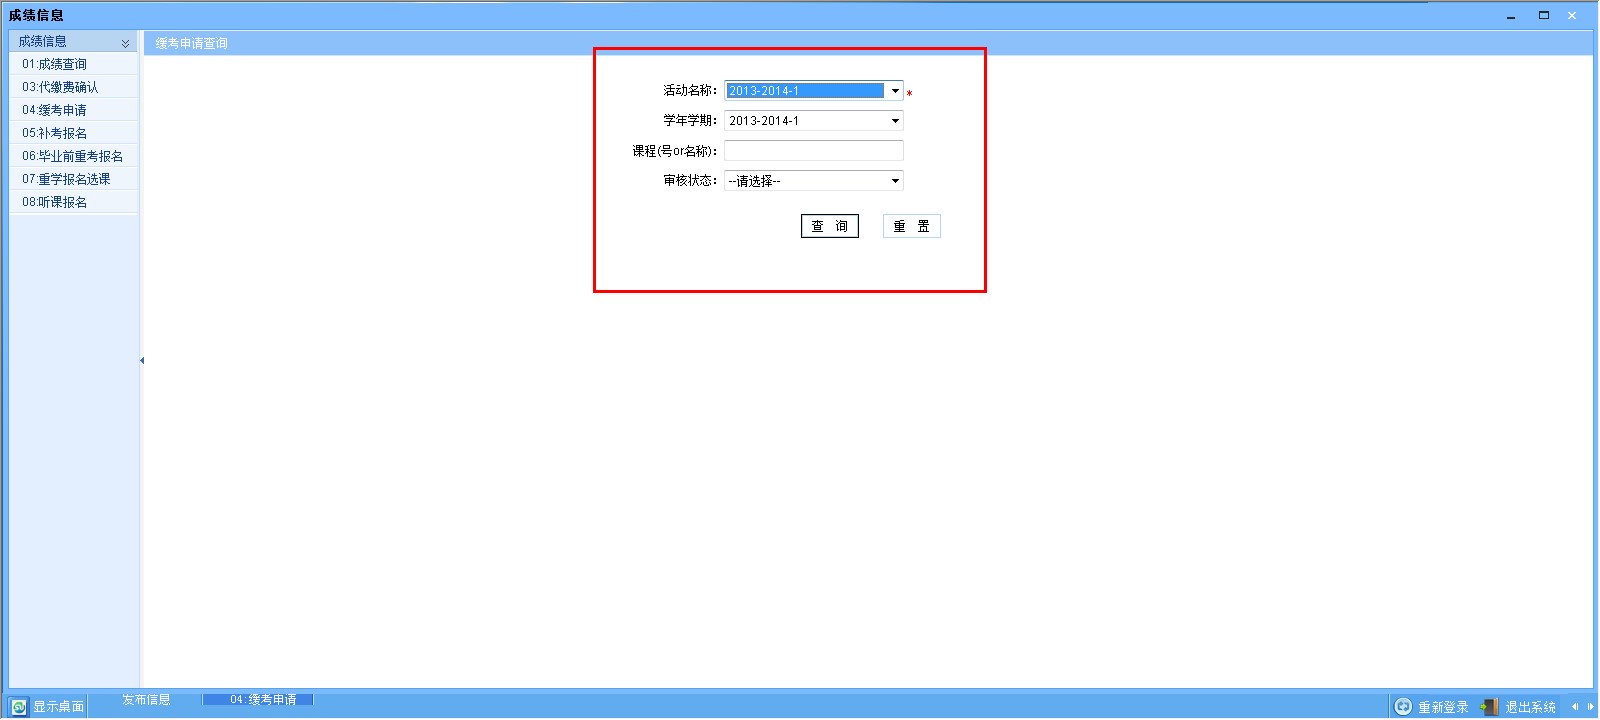 成绩信息
成绩信息
01:成绩查询
03:代缴费确认
04:缓考申请
05:补考报名
06:毕业前重考报名
07:重学报名选课
08:听课报名
缓考申请查询
活动名称: 2013-2014-1 *
学年学期: 2013-2014-1
课程(号or名称):
审核状态: --请选择--
查 询 重 置
显示桌面 发布信息 04:缓考申请 重新登录 退出系统